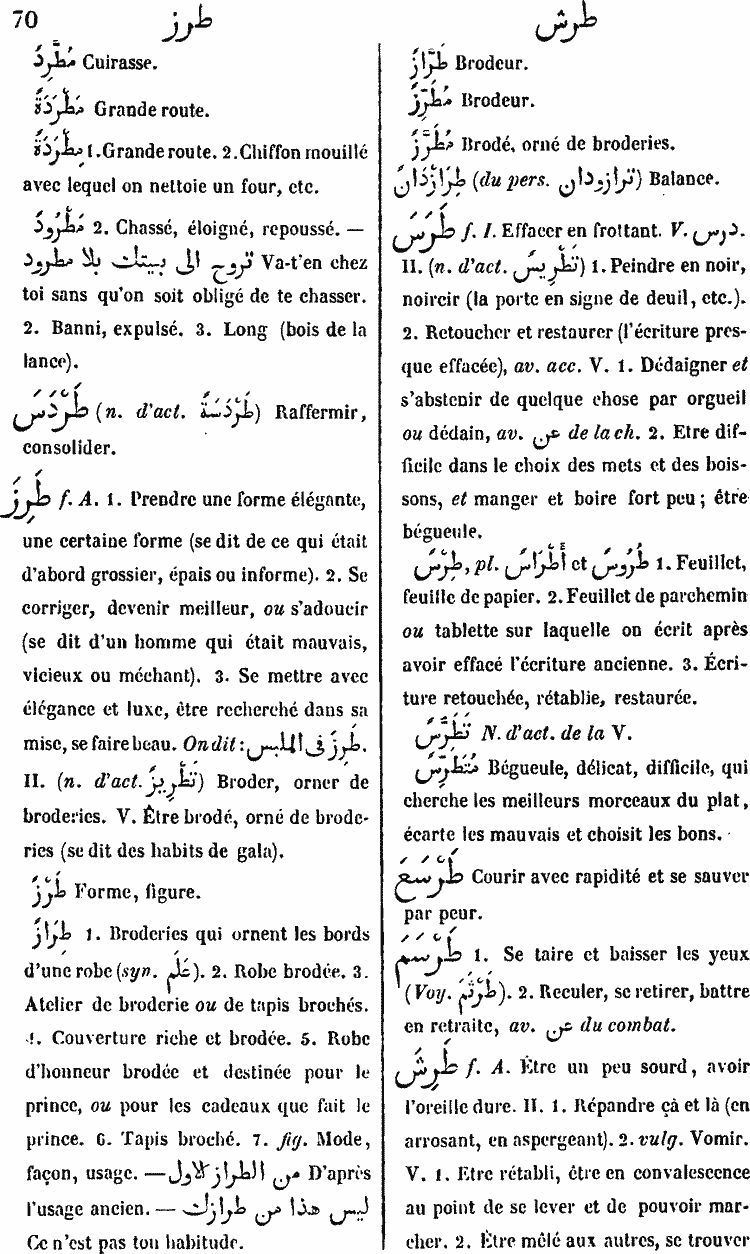 70 طرز طرش
مُطَّرِدٌ Cuirasse.
مَطْرَدَةٌ Grande route.
مِطْرَدَةٌ 1. Grande route. 2. Chiffon mouillé
avec lequel on nettoie un four, etc.
مَطْرُودٌ 2. Chassé, éloigné, repoussé. —
تروح الى بيتك بلا مطرود Va-t'en chez
toi sans qu'on soit obligé de te chasser.
2. Banni, expulsé. 3. Long (bois de la
lance).
طَرْدَسَ (n. d'act. طَرْدَسَةٌ) Raffermir,
consolider.
طَرِزَ f. A. 1. Prendre une forme élégante,
une certaine forme (se dit de ce qui était
d'abord grossier, épais ou informe). 2. Se
corriger, devenir meilleur, ou s'adoucir
(se dit d'un homme qui était mauvais,
vicieux ou méchant). 3. Se mettre avec
élégance et luxe, être recherché dans sa
mise, se faire beau. On dit: طَرِزَ فى الملبس.
II. (n. d'act. تَطْرِيزٌ) Broder, orner de
broderies. V. Être brodé, orné de brode-
ries (se dit des habits de gala).
طَرْزٌ Forme, figure.
طِرَازٌ 1. Broderies qui ornent les bords
d'une robe (syn. عَلَم). 2. Robe brodée. 3.
Atelier de broderie ou de tapis brochés.
4. Couverture riche et brodée. 5. Robe
d'honneur brodée et destinée pour le
prince, ou pour les cadeaux que fait le
prince. 6. Tapis broché. 7. fig. Mode,
façon, usage. — من الطراز الاول D'après
l'usage ancien. — ليس هذا من طرازك
Ce n'est pas ton habitude.
طَرَّازٌ Brodeur.
مُطَرِّزٌ Brodeur.
مُطَرَّزٌ Brodé, orné de broderies.
طِرَازْدَانٌ (du pers. ترازودان) Balance.
طَرَسَ f. I. Effacer en frottant. V. درس.
II. (n. d'act. تَطْرِيسٌ) 1. Peindre en noir,
noircir (la porte en signe de deuil, etc.).
2. Retoucher et restaurer (l'écriture pres-
que effacée), av. acc. V. 1. Dédaigner et
s'abstenir de quelque chose par orgueil
ou dédain, av. عن de la ch. 2. Etre dif-
ficile dans le choix des mets et des bois-
sons, et manger et boire fort peu; être
bégueule.
طِرْسٌ, pl. أَطْرَاسٌ et طُرُوسٌ 1. Feuillet,
feuille de papier. 2. Feuillet de parchemin
ou tablette sur laquelle on écrit après
avoir effacé l'écriture ancienne. 3. Écri-
ture retouchée, rétablie, restaurée.
تَطَرُّسٌ N. d'act. de la V.
مُتَطَرِّسٌ Bégueule, délicat, difficile, qui
cherche les meilleurs morceaux du plat,
écarte les mauvais et choisit les bons.
طَرْسَعَ Courir avec rapidité et se sauver
par peur.
طَرْسَمَ 1. Se taire et baisser les yeux
(Voy. طَرْثَمَ). 2. Reculer, se retirer, battre
en retraite, av. عن du combat.
طَرِشَ f. A. Être un peu sourd, avoir
l'oreille dure. II. 1. Répandre çà et là (en
arrosant, en aspergeant). 2. vulg. Vomir.
V. 1. Etre rétabli, être en convalescence
au point de se lever et de pouvoir mar-
cher. 2. Être mêlé aux autres, se trouver